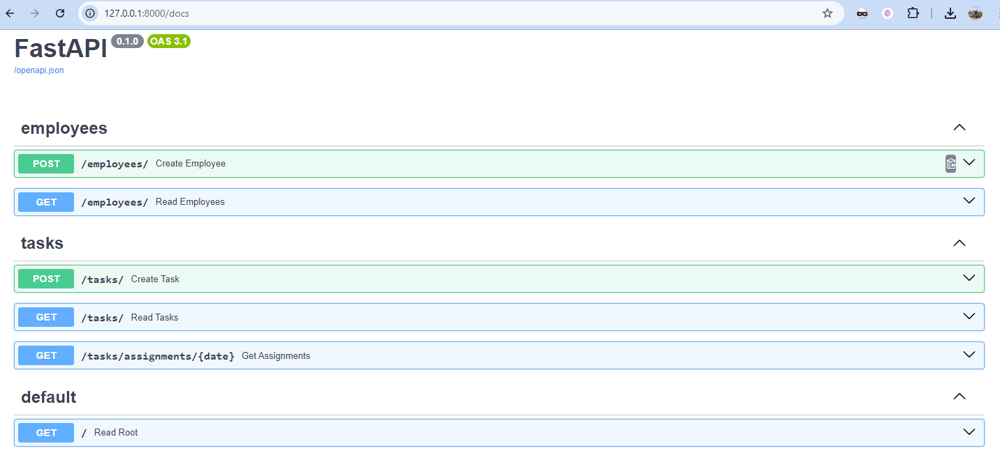 127.0.0.1:8000/docs
FastAPI 0.1.0 OAS 3.1
/openapi.json
employees
POST /employees/ Create Employee
GET /employees/ Read Employees
tasks
POST /tasks/ Create Task
GET /tasks/ Read Tasks
GET /tasks/assignments/{date} Get Assignments
default
GET / Read Root